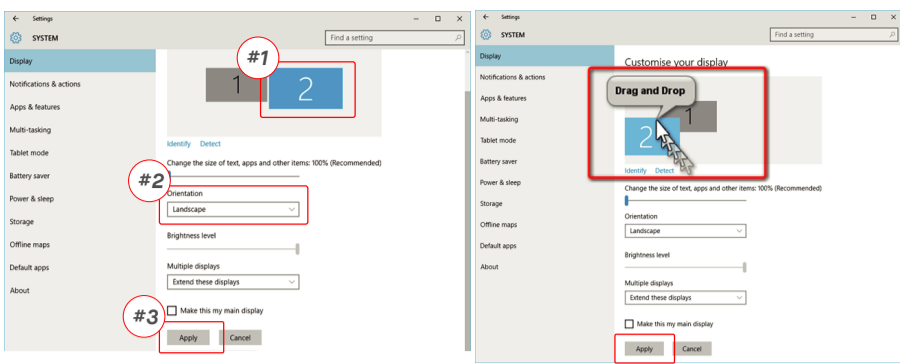 Settings
SYSTEM
Find a setting
Display
Notifications & actions
Apps & features
Multi-tasking
Tablet mode
Battery saver
Power & sleep
Storage
Offline maps
Default apps
About
#1
1
2
Identify Detect
Change the size of text, apps and other items: 100% (Recommended)
#2
Orientation
Landscape
Brightness level
Multiple displays
Extend these displays
Make this my main display
#3
Apply Cancel
Settings
SYSTEM
Find a setting
Display
Notifications & actions
Apps & features
Multi-tasking
Tablet mode
Battery saver
Power & sleep
Storage
Offline maps
Default apps
About
Customise your display
Drag and Drop
1
2
Identify Detect
Change the size of text, apps and other items: 100% (Recommended)
Orientation
Landscape
Brightness level
Multiple displays
Extend these displays
Make this my main display
Apply Cancel